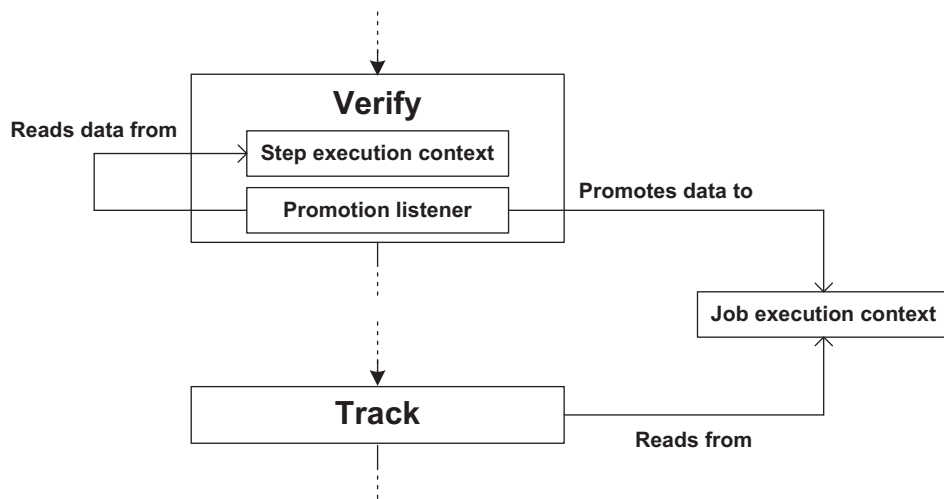 Verify
Reads data from
Step execution context
Promotion listener
Promotes data to
Job execution context
Track
Reads from